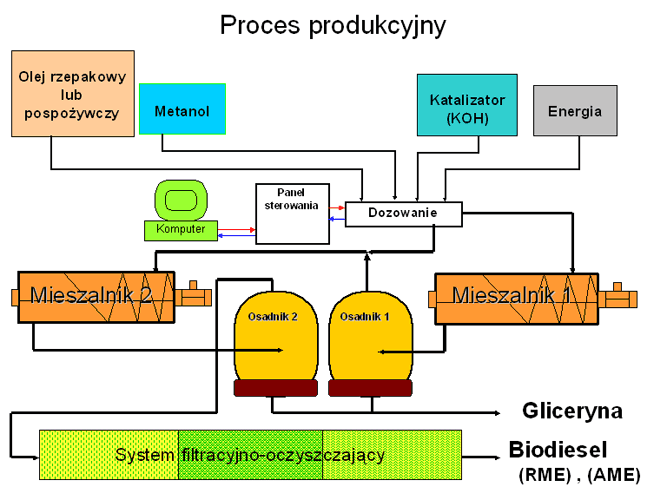 Proces produkcyjny
Olej rzepakowy
lub
pospożywczy
Metanol
Katalizator
(KOH)
Energia
Komputer
Panel
sterowania
Dozowanie
Mieszalnik 2
Osadnik 2
Osadnik 1
Mieszalnik 1
Gliceryna
System filtracyjno-oczyszczający
Biodiesel
(RME) , (AME)